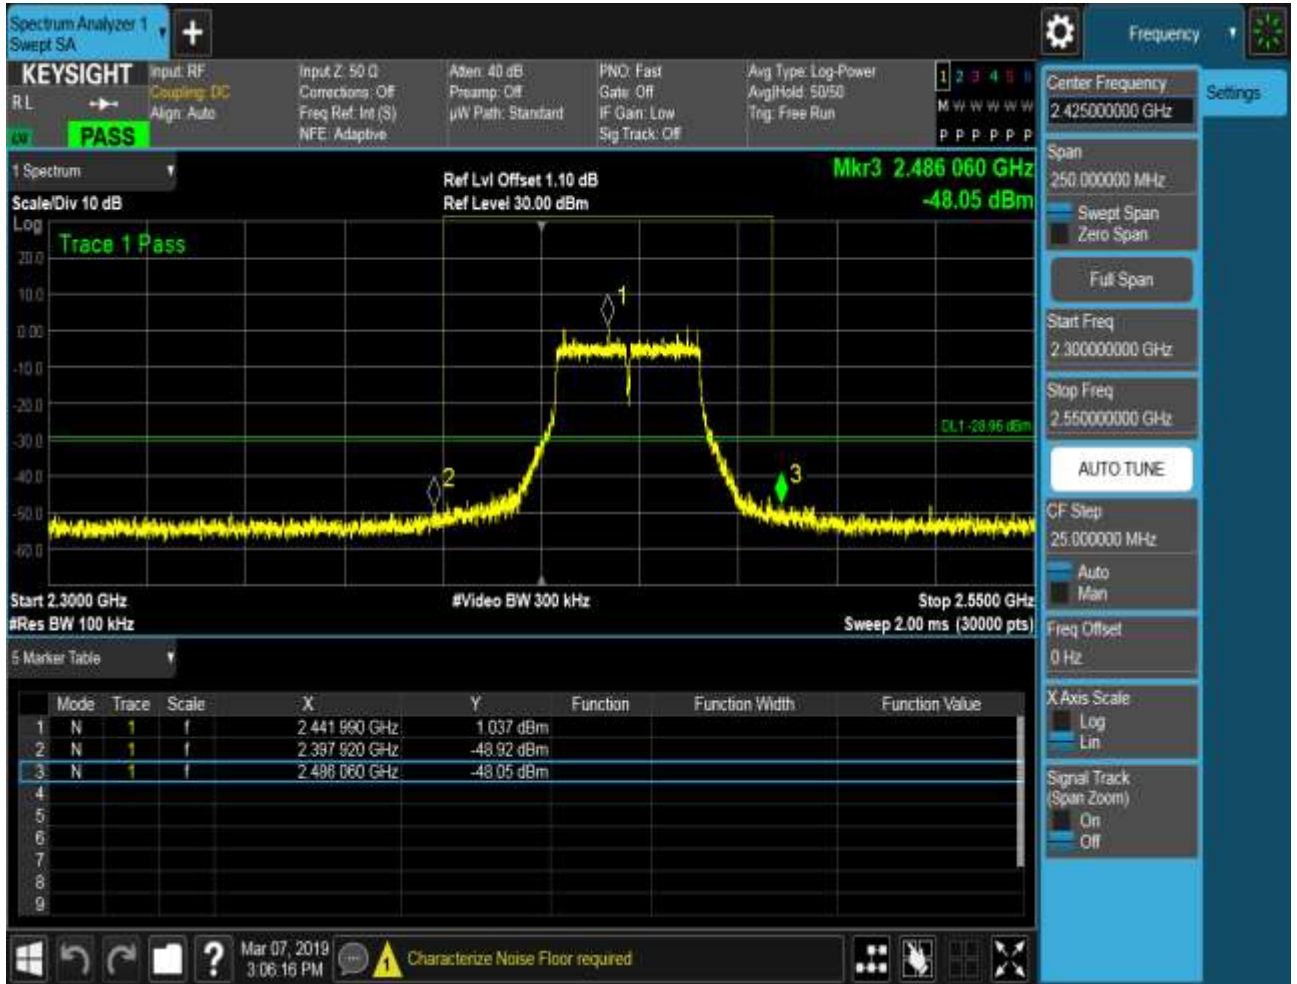 Spectrum Analyzer 1
Swept SA
+
Frequency
KEYSIGHT
R L
PASS
Input: RF
Coupling: DC
Align: Auto
Input Z: 50 Ω
Corrections: Off
Freq Ref: Int (S)
NFE: Adaptive
Atten: 40 dB
Preamp: Off
µW Path: Standard
PNO: Fast
Gate: Off
IF Gain: Low
Sig Track: Off
Avg Type: Log-Power
Avg|Hold: 50/50
Trig: Free Run
1 2 3 4 5 6
M W W W W W
P P P P P P
1 Spectrum
Scale/Div 10 dB
Ref Lvl Offset 1.10 dB
Ref Level 30.00 dBm
Mkr3 2.486 060 GHz
-48.05 dBm
Log
Trace 1 Pass
20.0
10.0
0.00
-10.0
-20.0
-30.0
-40.0
-50.0
-60.0
1
2
3
DL1 -28.96 dBm
Start 2.3000 GHz
#Res BW 100 kHz
#Video BW 300 kHz
Stop 2.5500 GHz
Sweep 2.00 ms (30000 pts)
5 Marker Table
Mode Trace Scale X Y Function Function Width Function Value
1 N 1 f 2.441 990 GHz 1.037 dBm
2 N 1 f 2.397 920 GHz -48.92 dBm
3 N 1 f 2.486 060 GHz -48.05 dBm
4
5
6
7
8
9
Mar 07, 2019
3:06:16 PM
?
1
Characterize Noise Floor required
Center Frequency
2.425000000 GHz
Settings
Span
250.000000 MHz
Swept Span
Zero Span
Full Span
Start Freq
2.300000000 GHz
Stop Freq
2.550000000 GHz
AUTO TUNE
CF Step
25.000000 MHz
Auto
Man
Freq Offset
0 Hz
X Axis Scale
Log
Lin
Signal Track
(Span Zoom)
On
Off